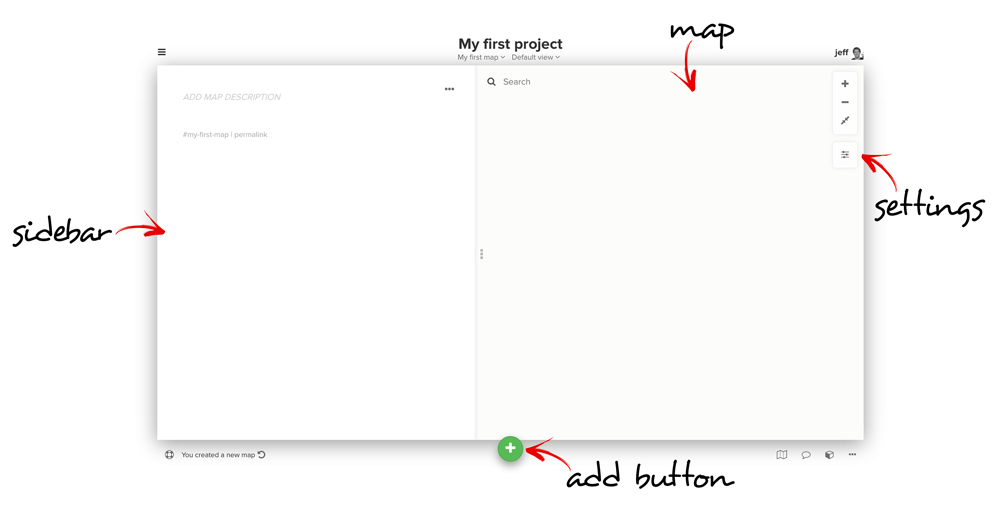 map
My first project
jeff
My first map Default view
Search
ADD MAP DESCRIPTION
#my-first-map | permalink
settings
sidebar
You created a new map
add button